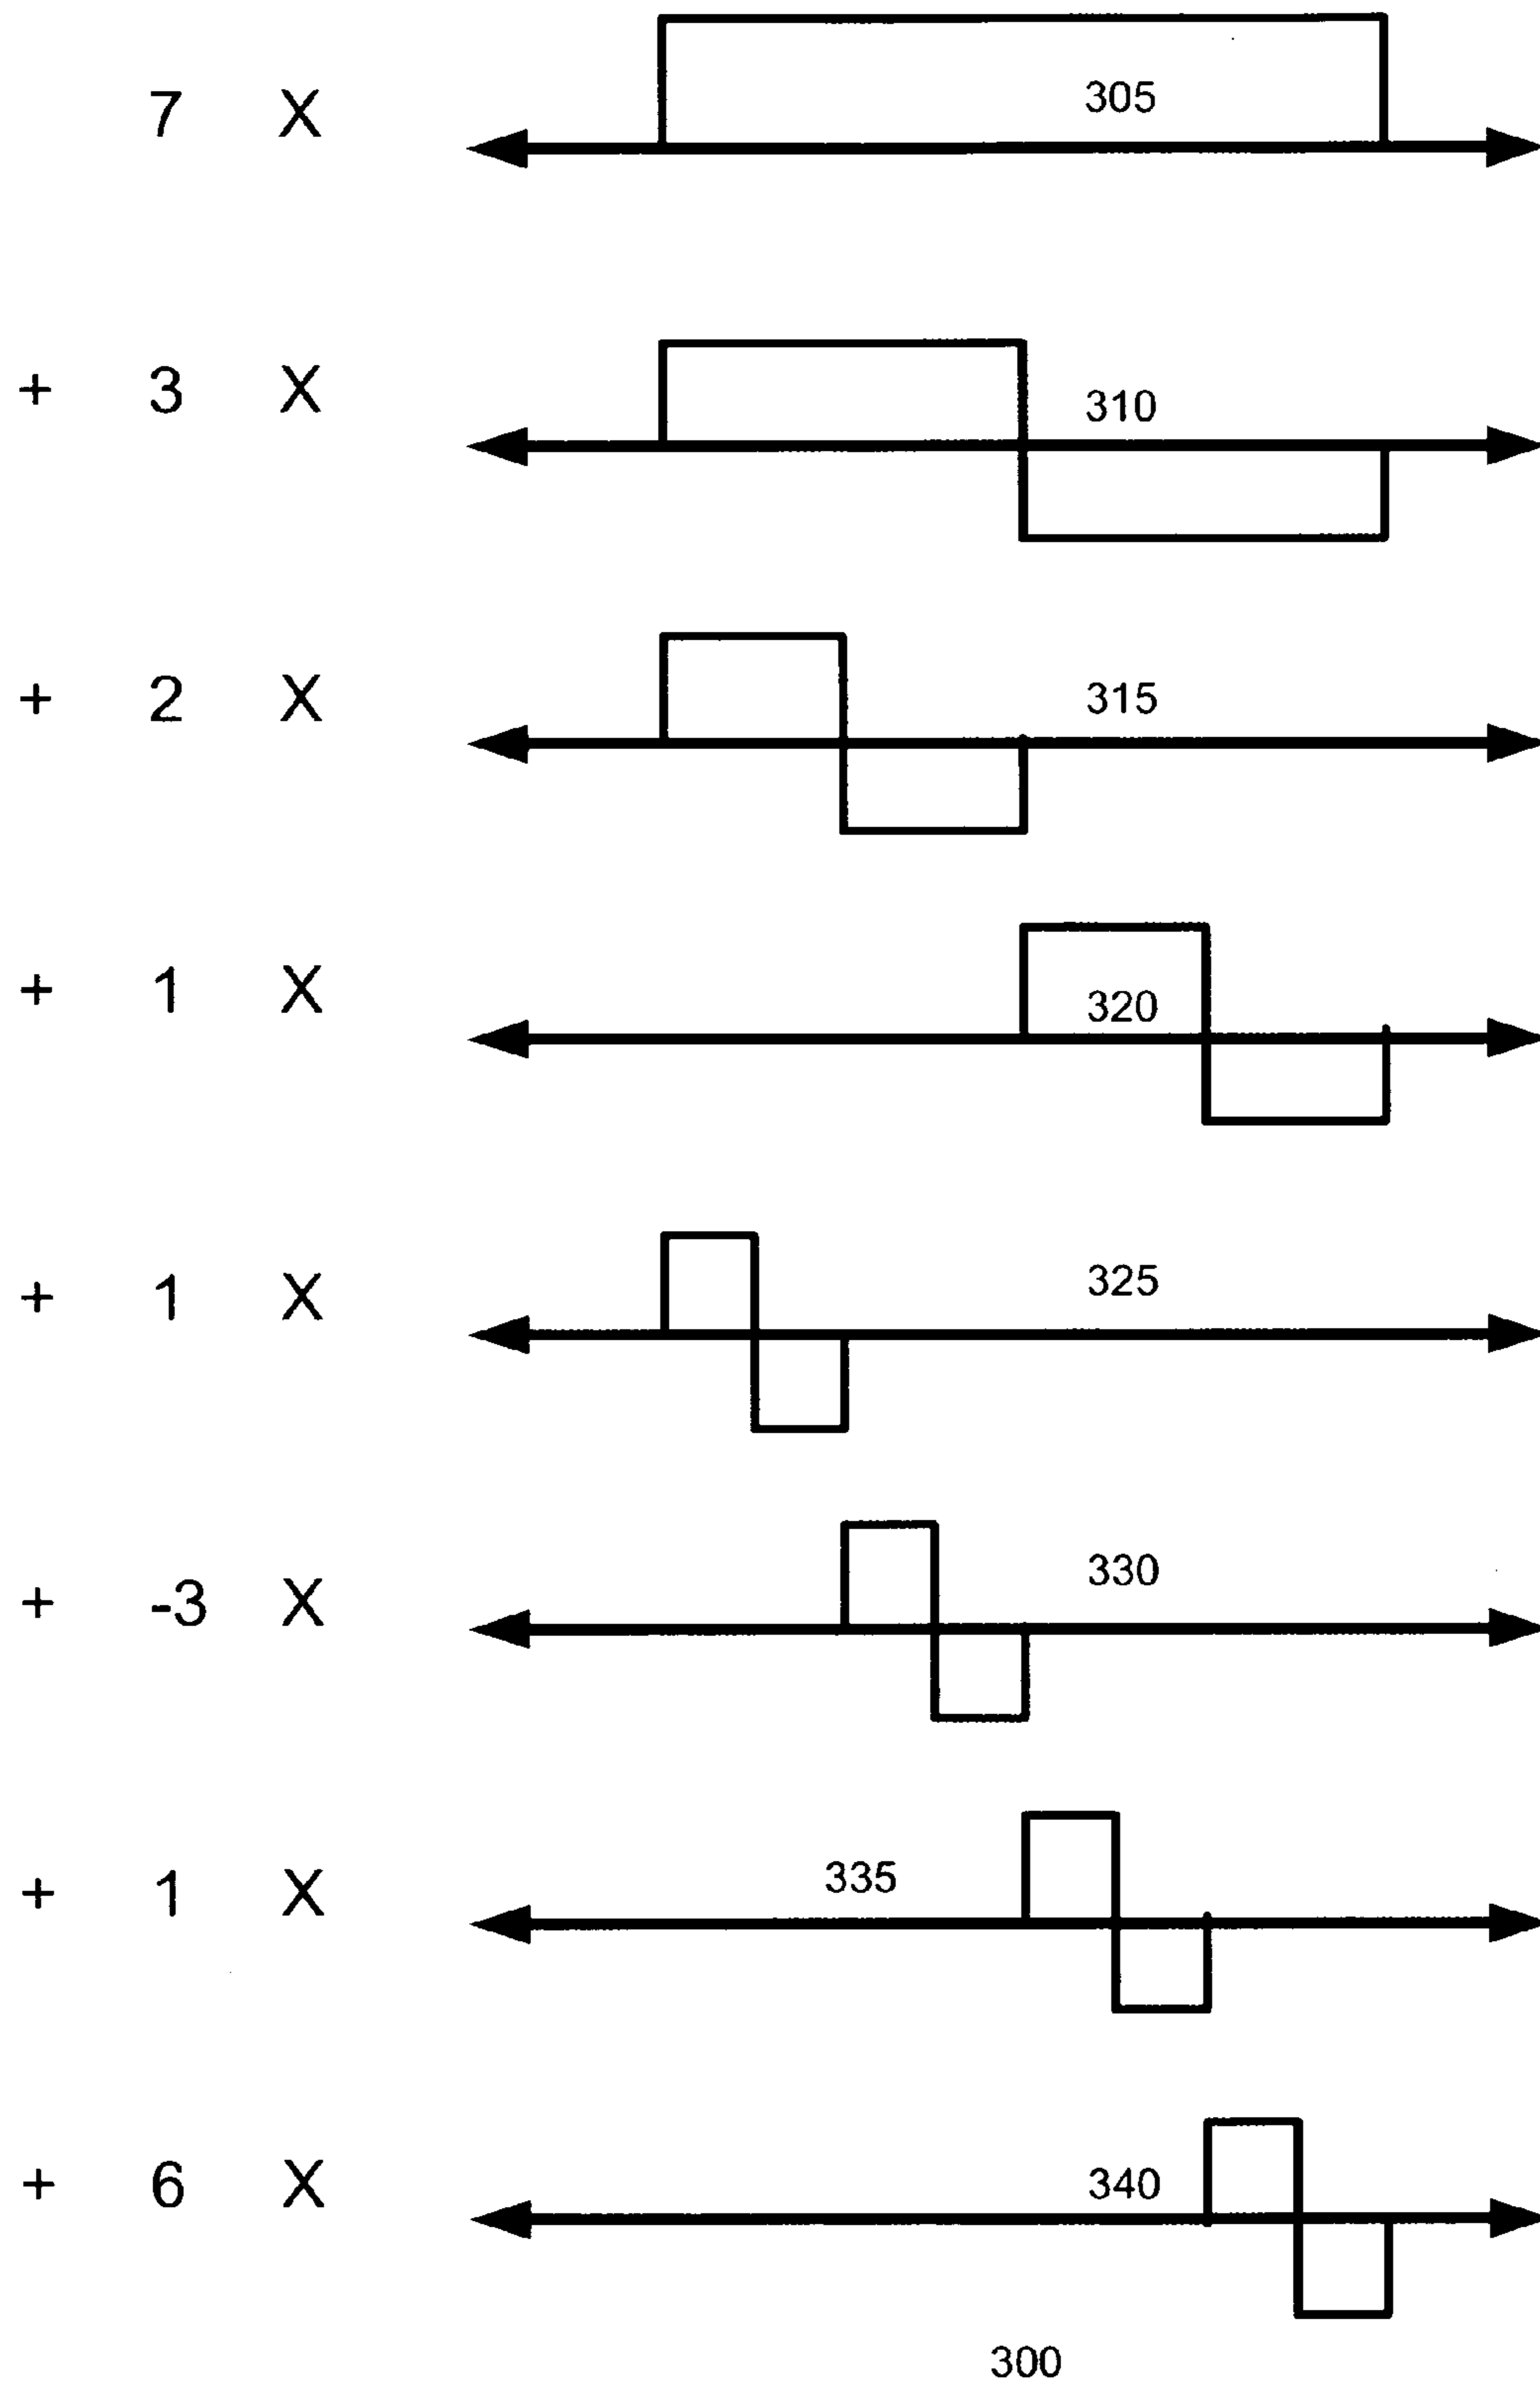 7 X 305
+ 3 X 310
+ 2 X 315
+ 1 X 320
+ 1 X 325
+ -3 X 330
+ 1 X 335
+ 6 X 340
300